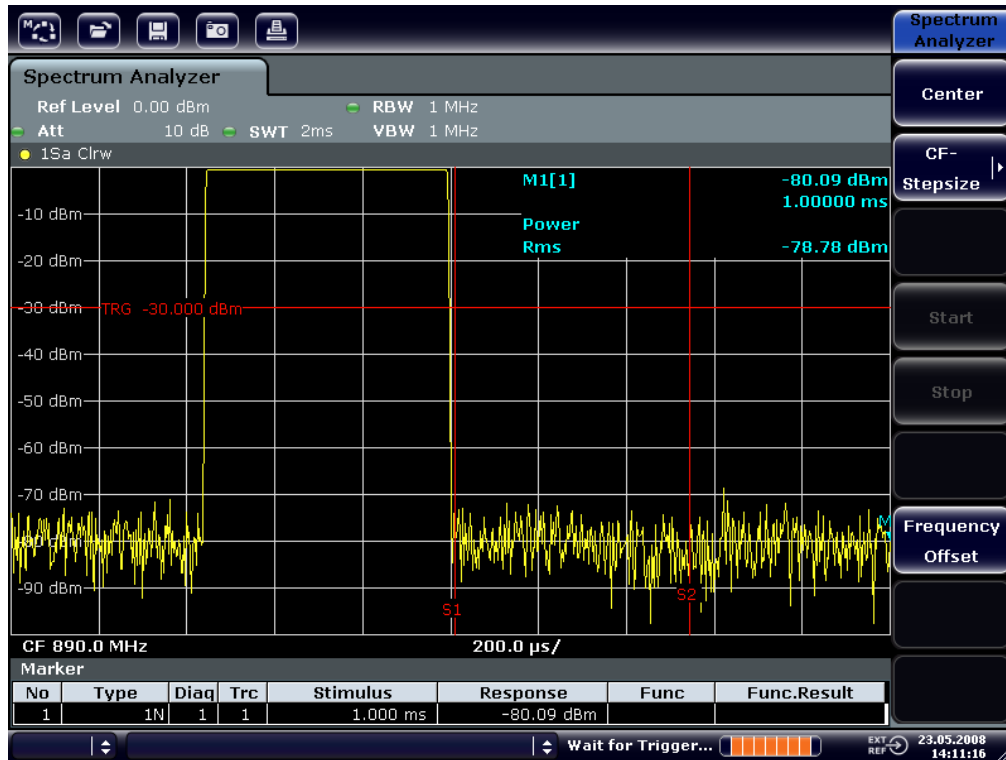 Spectrum Analyzer
Spectrum Analyzer
Ref Level 0.00 dBm RBW 1 MHz
Att 10 dB SWT 2ms VBW 1 MHz
1Sa Clrw
M1[1] -80.09 dBm
1.00000 ms
Power
Rms -78.78 dBm
-10 dBm
-20 dBm
-30 dBm
TRG -30.000 dBm
-40 dBm
-50 dBm
-60 dBm
-70 dBm
-80 dBm
-90 dBm
M
S1
S2
CF 890.0 MHz 200.0 µs/
Marker
No Type Diag Trc Stimulus Response Func Func.Result
1 1N 1 1 1.000 ms -80.09 dBm
Wait for Trigger...
EXT REF
23.05.2008
14:11:16
Center
CF-
Stepsize
Start
Stop
Frequency
Offset
M